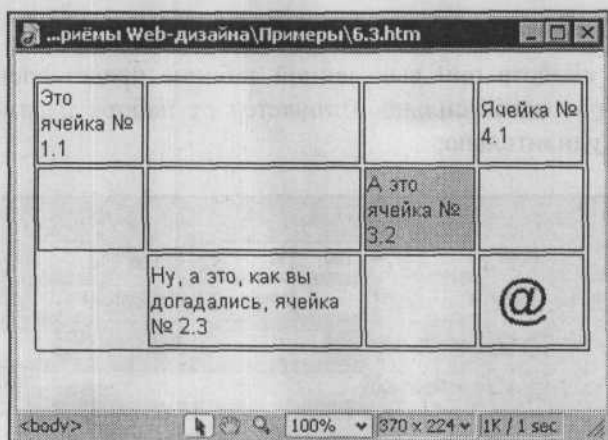 ...риёмы Web-дизайна\Примеры\6.3.htm
Это
ячейка №
1.1
Ячейка №
4.1
А это
ячейка №
3.2
Ну, а это, как вы
догадались, ячейка
№ 2.3
@
<body>
100%
370 x 224
1K / 1 sec